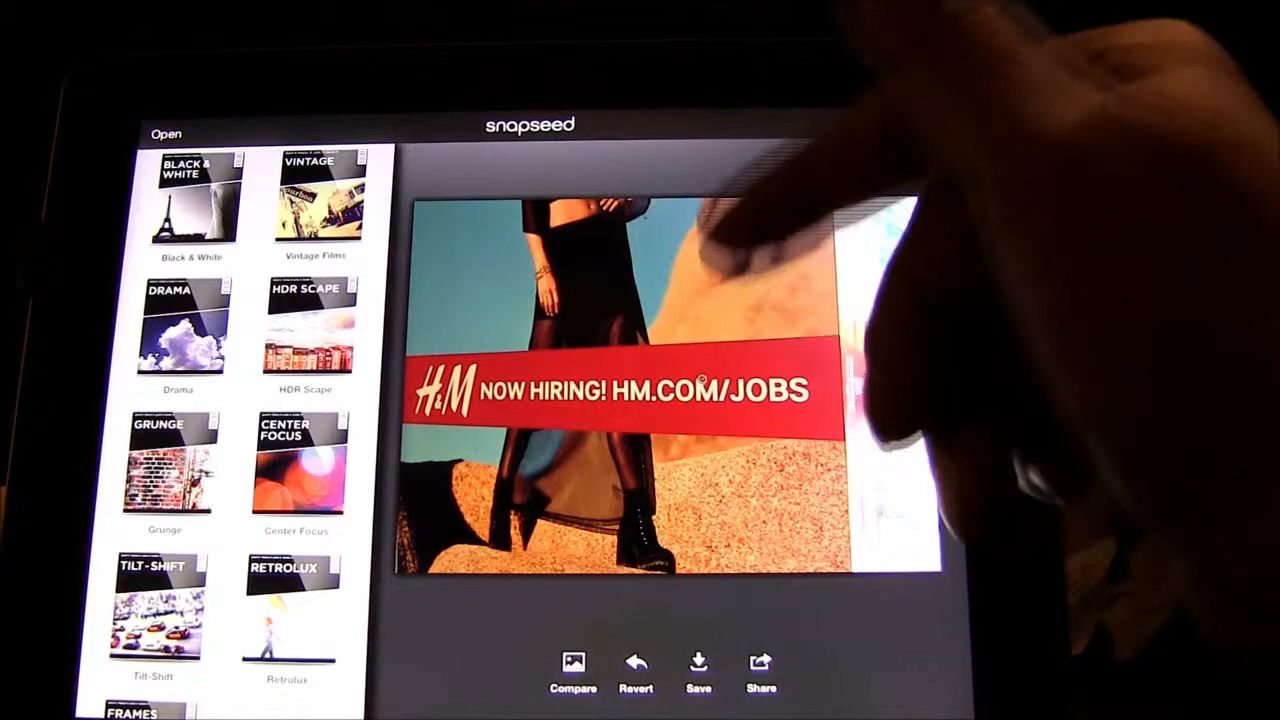 Open
snapseed
BLACK &
WHITE
VINTAGE
Black & White
Vintage Films
DRAMA
HDR SCAPE
Drama
HDR Scape
GRUNGE
CENTER
FOCUS
Grunge
Center Focus
TILT-SHIFT
RETROLUX
Tilt-Shift
Retrolux
FRAMES
H&M NOW HIRING! HM.COM/JOBS
Compare
Revert
Save
Share